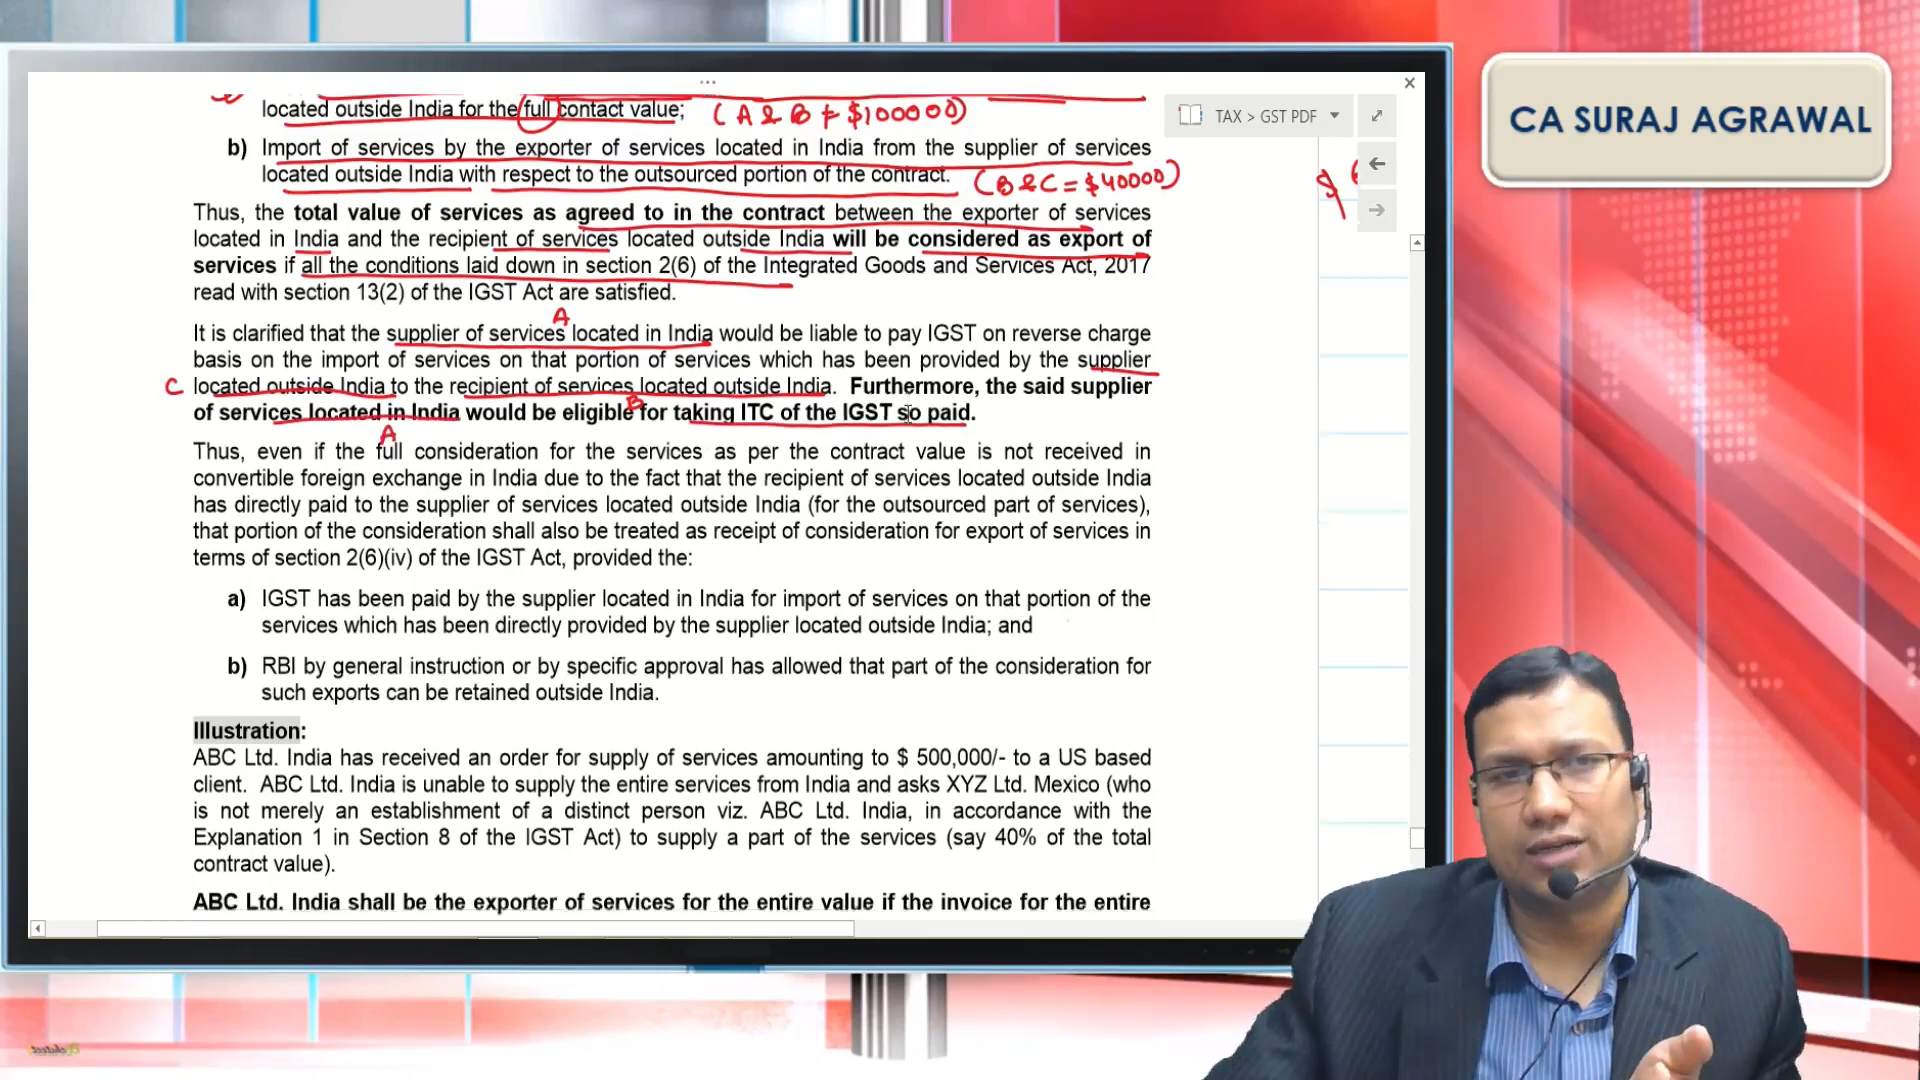 located outside India for the full contact value; (A & B ≠ $100000)
b) Import of services by the exporter of services located in India from the supplier of services
located outside India with respect to the outsourced portion of the contract. (B & C = $40000)
Thus, the total value of services as agreed to in the contract between the exporter of services
located in India and the recipient of services located outside India will be considered as export of
services if all the conditions laid down in section 2(6) of the Integrated Goods and Services Act, 2017
read with section 13(2) of the IGST Act are satisfied.
A
It is clarified that the supplier of services located in India would be liable to pay IGST on reverse charge
basis on the import of services on that portion of services which has been provided by the supplier
C located outside India to the recipient of services located outside India. Furthermore, the said supplier
B
of services located in India would be eligible for taking ITC of the IGST so paid.
A
Thus, even if the full consideration for the services as per the contract value is not received in
convertible foreign exchange in India due to the fact that the recipient of services located outside India
has directly paid to the supplier of services located outside India (for the outsourced part of services),
that portion of the consideration shall also be treated as receipt of consideration for export of services in
terms of section 2(6)(iv) of the IGST Act, provided the:
a) IGST has been paid by the supplier located in India for import of services on that portion of the
services which has been directly provided by the supplier located outside India; and
b) RBI by general instruction or by specific approval has allowed that part of the consideration for
such exports can be retained outside India.
Illustration:
ABC Ltd. India has received an order for supply of services amounting to $ 500,000/- to a US based
client. ABC Ltd. India is unable to supply the entire services from India and asks XYZ Ltd. Mexico (who
is not merely an establishment of a distinct person viz. ABC Ltd. India, in accordance with the
Explanation 1 in Section 8 of the IGST Act) to supply a part of the services (say 40% of the total
contract value).
ABC Ltd. India shall be the exporter of services for the entire value if the invoice for the entire
TAX > GST PDF
$
CA SURAJ AGRAWAL